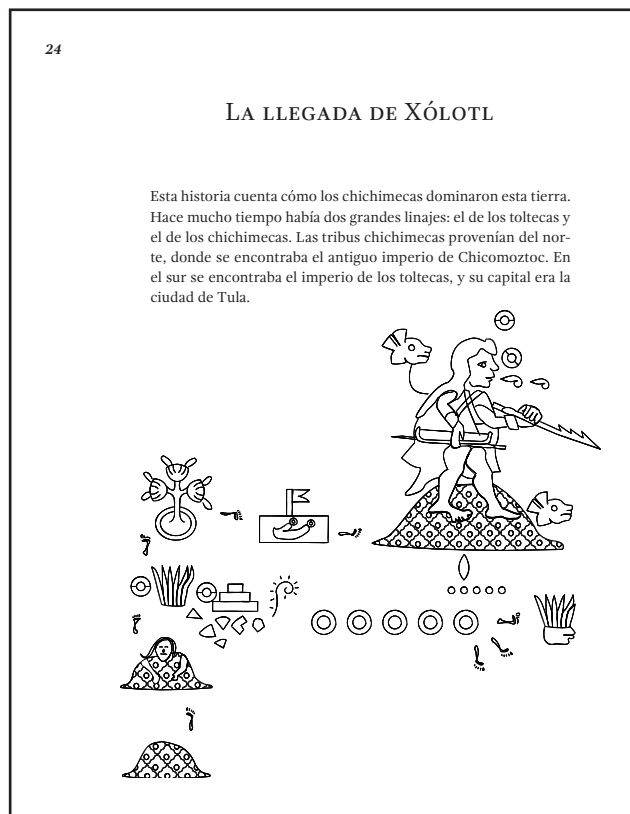 24
La llegada de Xólotl
Esta historia cuenta cómo los chichimecas dominaron esta tierra.
Hace mucho tiempo había dos grandes linajes: el de los toltecas y
el de los chichimecas. Las tribus chichimecas provenían del nor-
te, donde se encontraba el antiguo imperio de Chicomoztoc. En
el sur se encontraba el imperio de los toltecas, y su capital era la
ciudad de Tula.